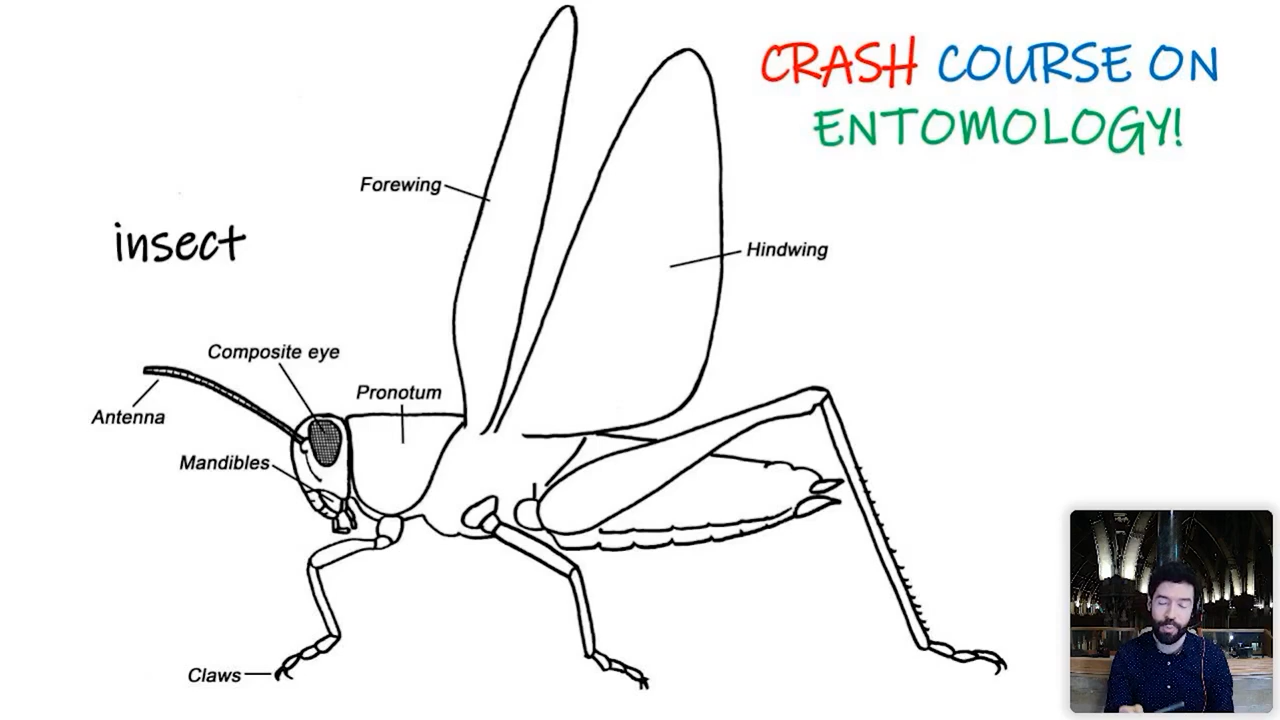 CRASH COURSE ON
ENTOMOLOGY!
Forewing
insect
Hindwing
Composite eye
Pronotum
Antenna
Mandibles
Claws